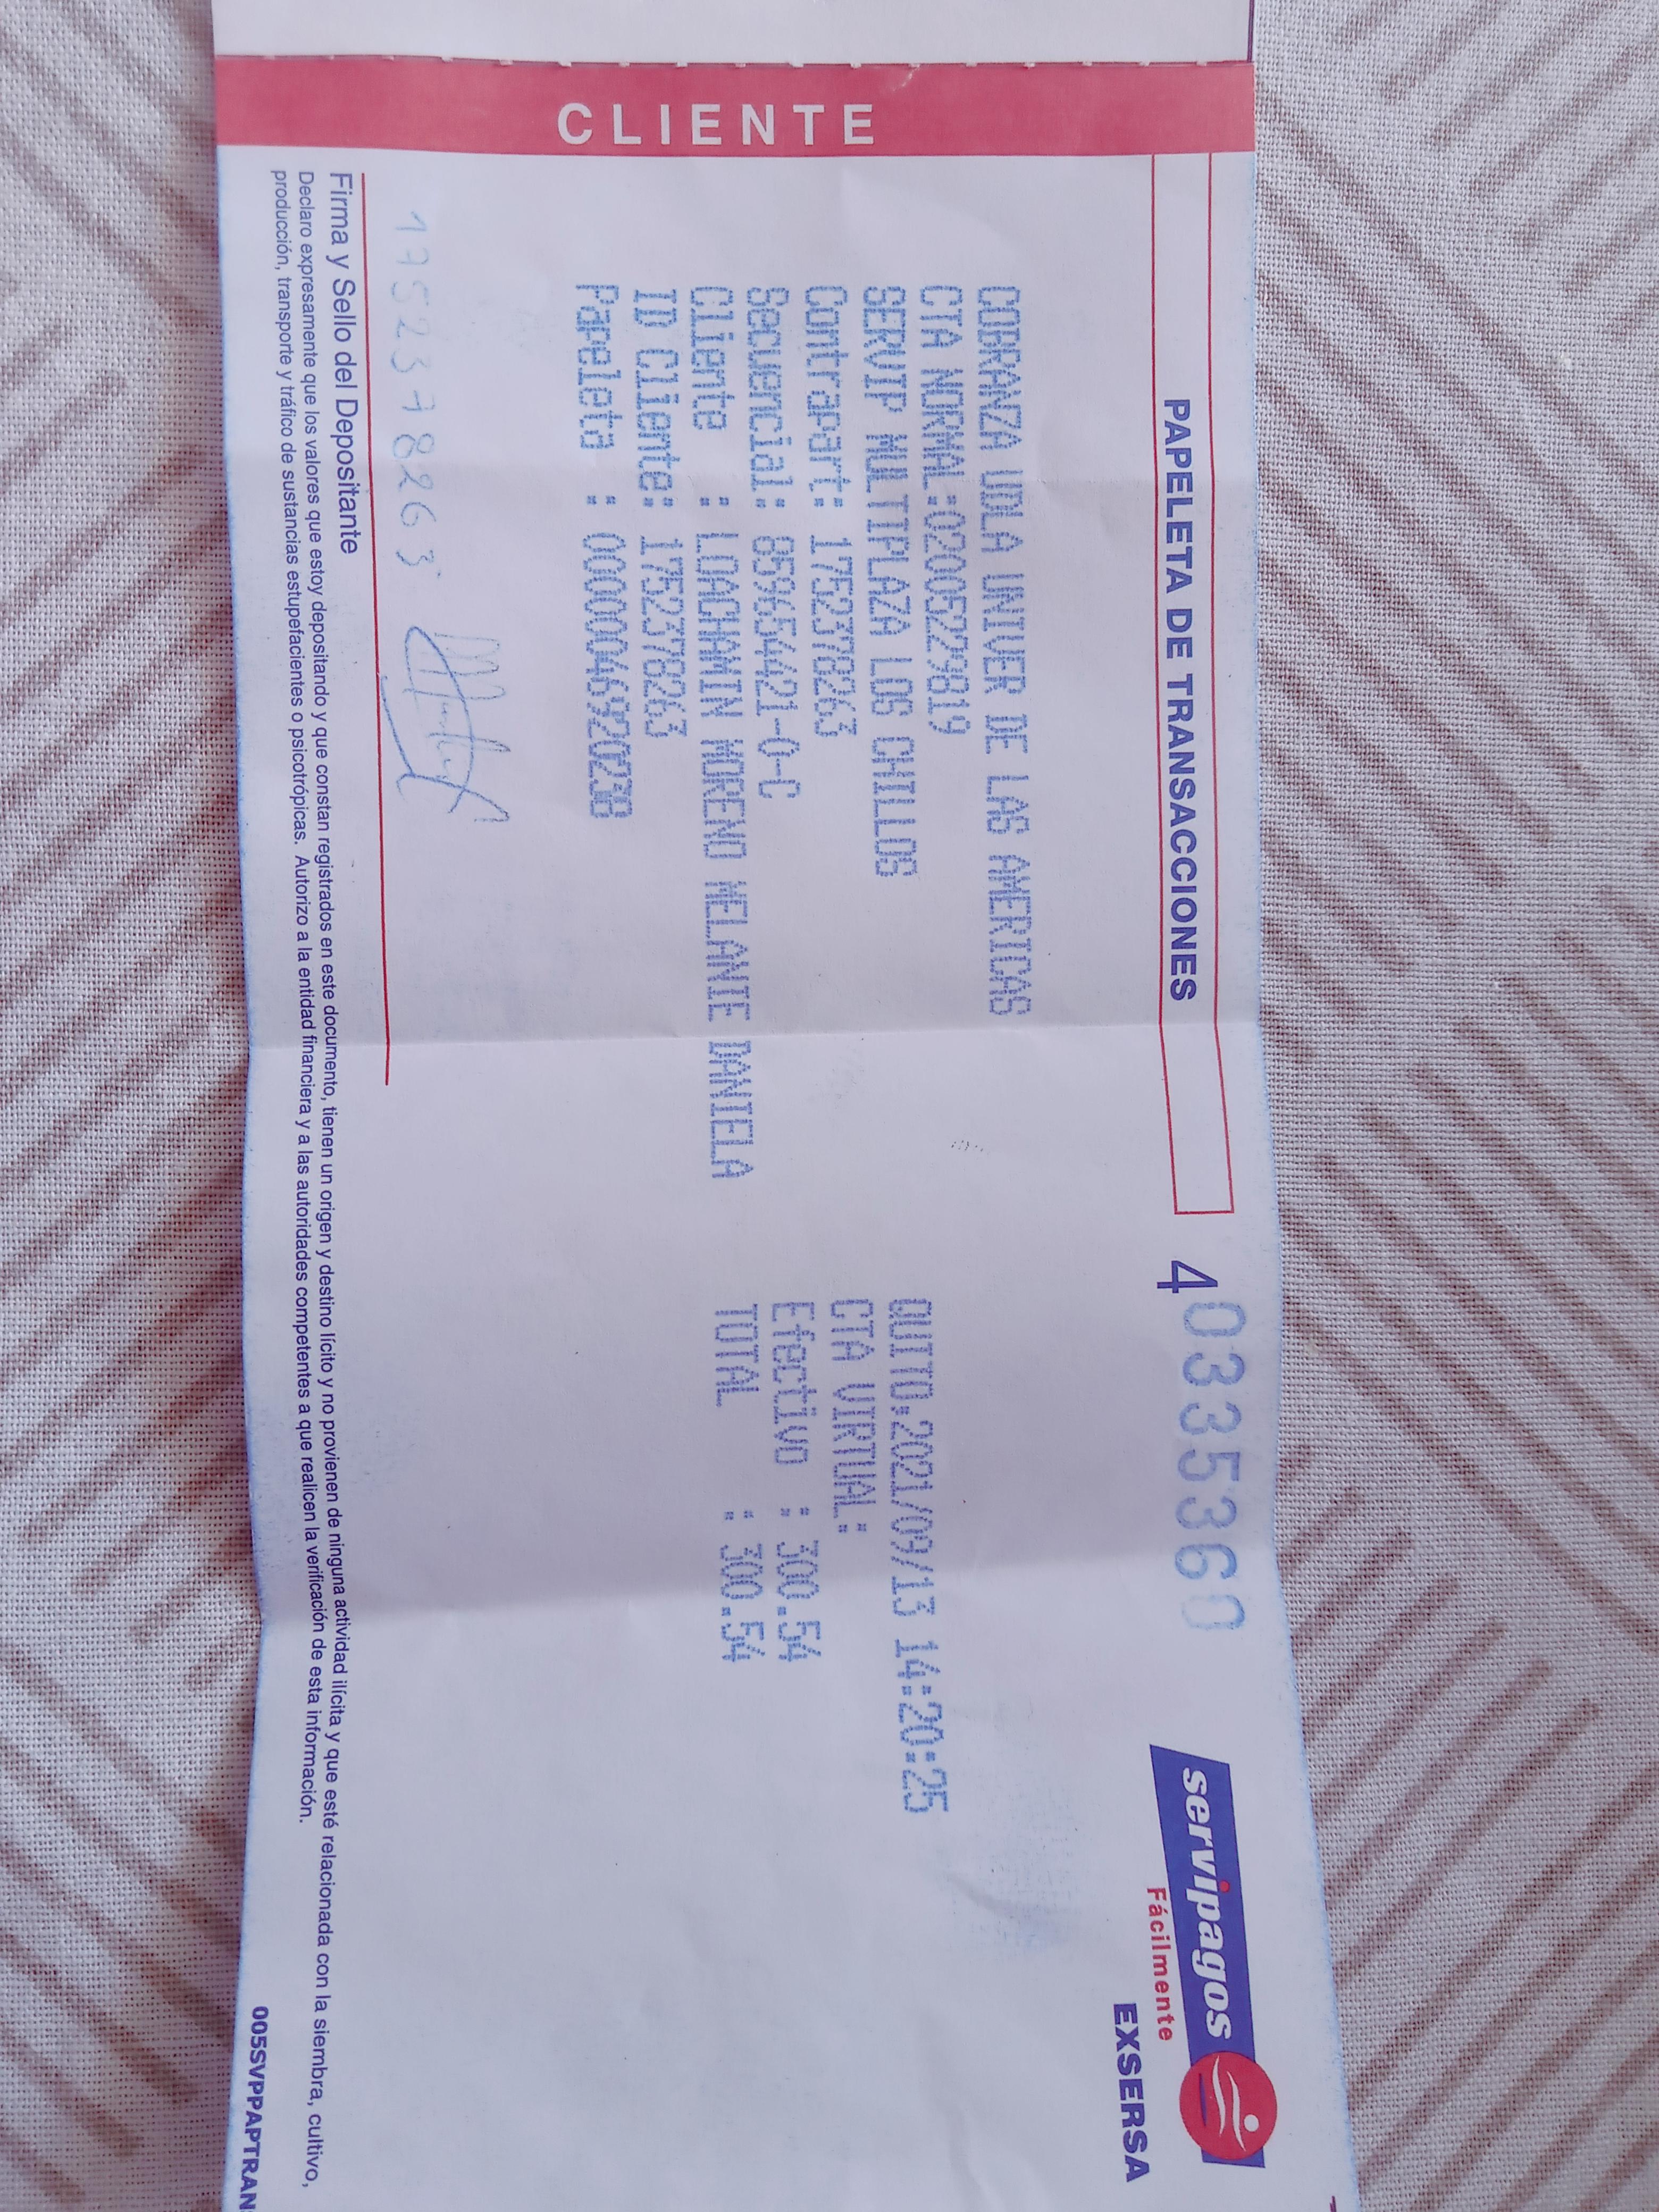 CLIENTE
PAPELETA DE TRANSACCIONES
4 0335360
servipagos
Fácilmente
EXSERSA
COBRANZA UDLA UNIVER DE LAS AMERICAS
CTA NORMAL:02005229819
SERVIP MULTIPLAZA LOS CHILLOS
Contrapart: 1752378263
Secuencial: 859654421-0-C
Cliente : LOACHAMIN MORENO MELANIE DANIELA
ID Cliente: 1752378263
Papeleta :
QUITO:2021/09/13 14:20:25
CTA VIRTUAL:
Efectivo : 300.54
TOTAL : 300.54
1752378263
Firma y Sello del Depositante
Declaro expresamente que los valores que estoy depositando y que constan registrados en este documento, tienen un origen y destino lícito y no provienen de ninguna actividad ilícita y que esté relacionada con la siembra, cultivo,
producción, transporte y tráfico de sustancias estupefacientes o psicotrópicas. Autorizo a la entidad financiera y a las autoridades competentes a que realicen la verificación de esta información.
005SVPPAPTRAN